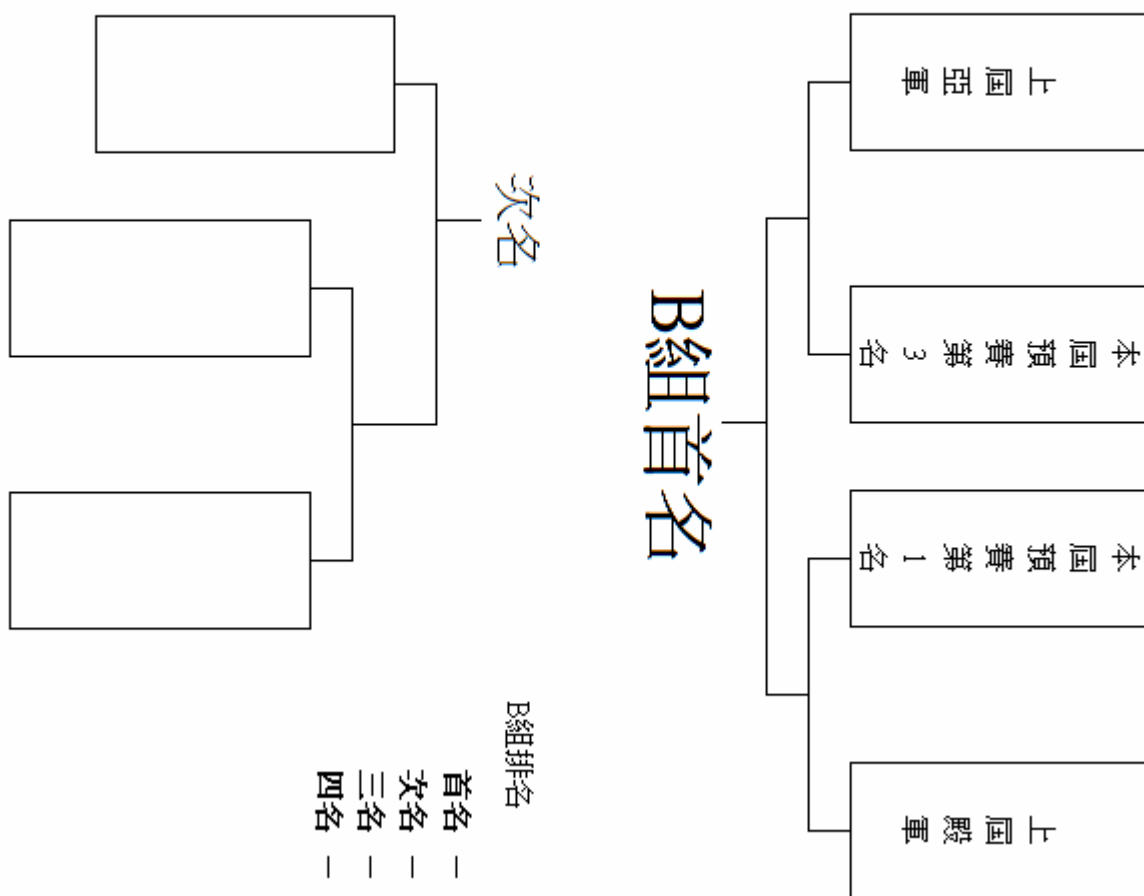 上屆亞軍
本屆預賽第3名
本屆預賽第1名
上屆殿軍
B組首名
次名
B組排名
首名 －
次名 －
三名 －
四名 －